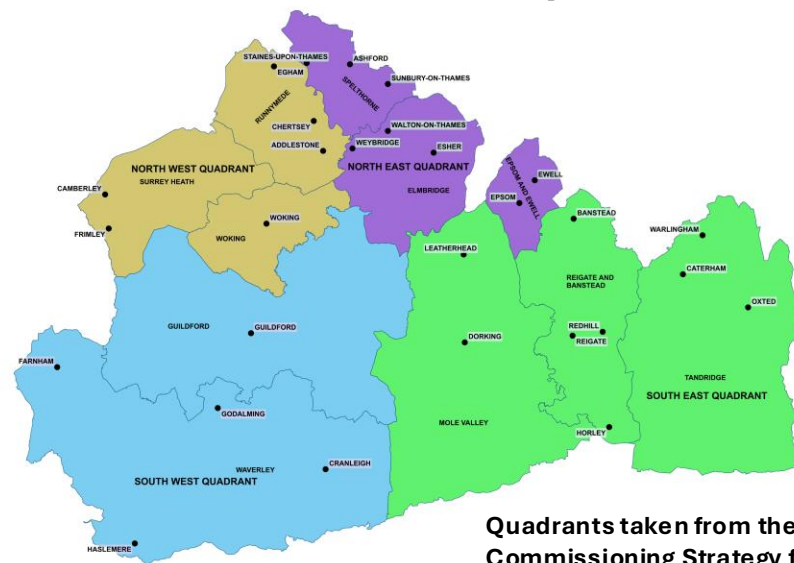 STAINES-UPON-THAMES
ASHFORD
EGHAM
SUNBURY-ON-THAMES
SPELTHORNE
RUNNYMEDE
CHERTSEY
WALTON-ON-THAMES
ADDLESTONE
WEYBRIDGE
ESHER
NORTH WEST QUADRANT
NORTH EAST QUADRANT
SURREY HEATH
ELMBRIDGE
EPSOM AND EWELL
EWELL
CAMBERLEY
EPSOM
FRIMLEY
WOKING
WOKING
BANSTEAD
WARLINGHAM
LEATHERHEAD
CATERHAM
REIGATE AND
BANSTEAD
OXTED
GUILDFORD
GUILDFORD
REDHILL
REIGATE
DORKING
FARNHAM
TANDRIDGE
SOUTH EAST QUADRANT
GODALMING
MOLE VALLEY
HORLEY
WAVERLEY
CRANLEIGH
SOUTH WEST QUADRANT
HASLEMERE
Quadrants taken from the
Commissioning Strategy f